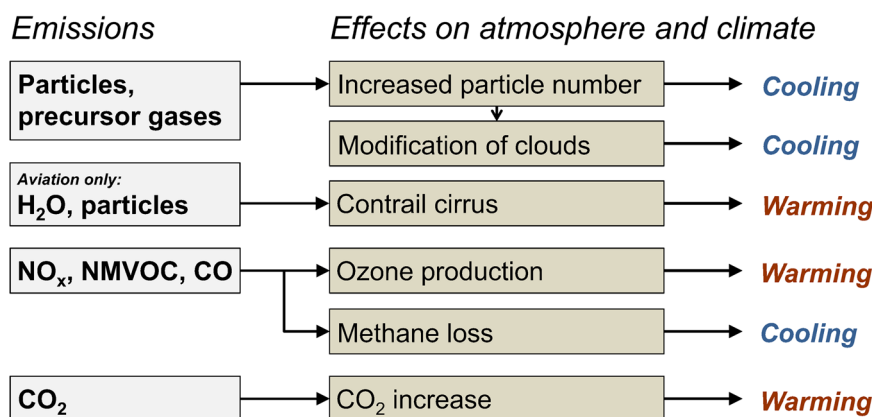 Emissions
Effects on atmosphere and climate
Particles,
precursor gases
Increased particle number
Cooling
Modification of clouds
Cooling
Aviation only:
H₂O, particles
Contrail cirrus
Warming
NOₓ, NMVOC, CO
Ozone production
Warming
Methane loss
Cooling
CO₂
CO₂ increase
Warming